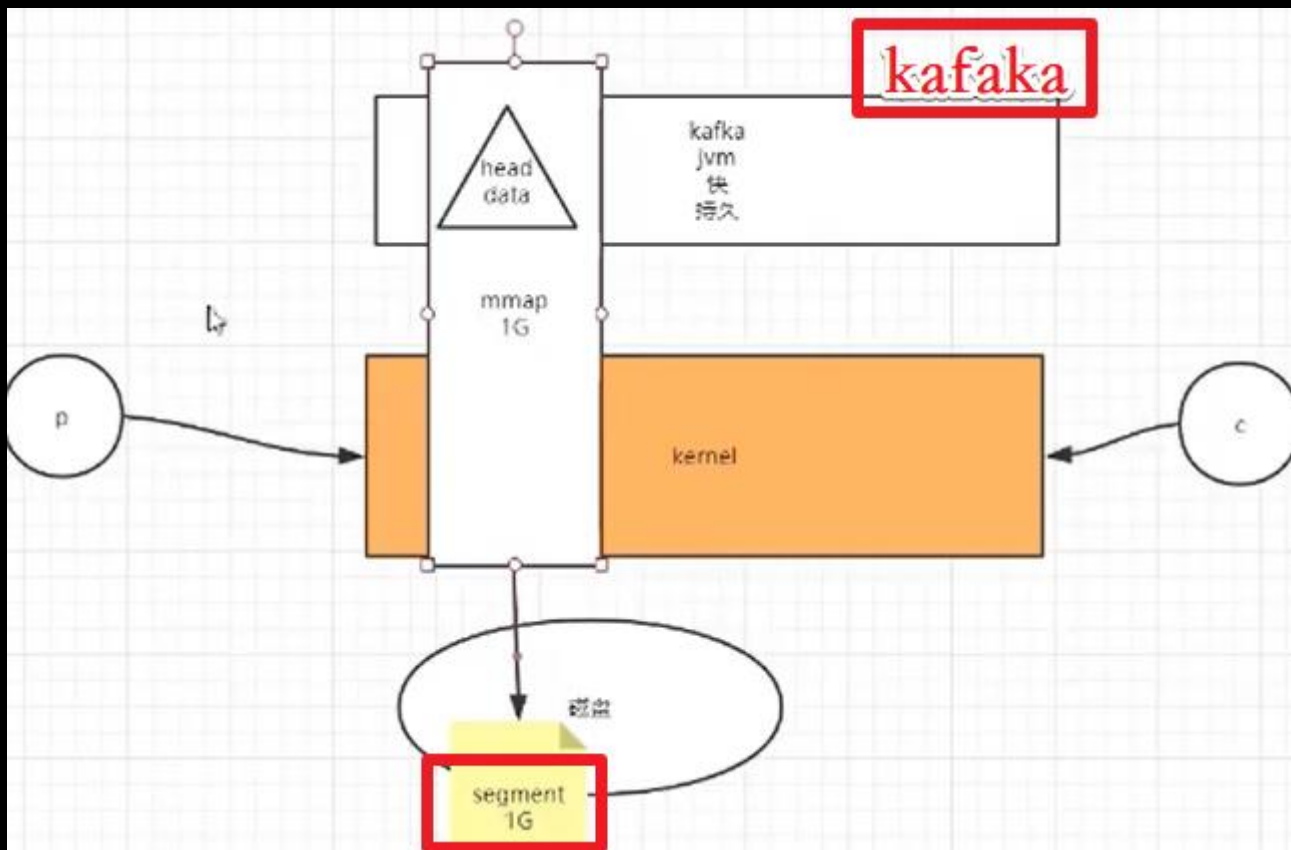 kafaka
kafka
jvm
快
持久
head
data
mmap
1G
p
kernel
c
磁盘
segment
1G